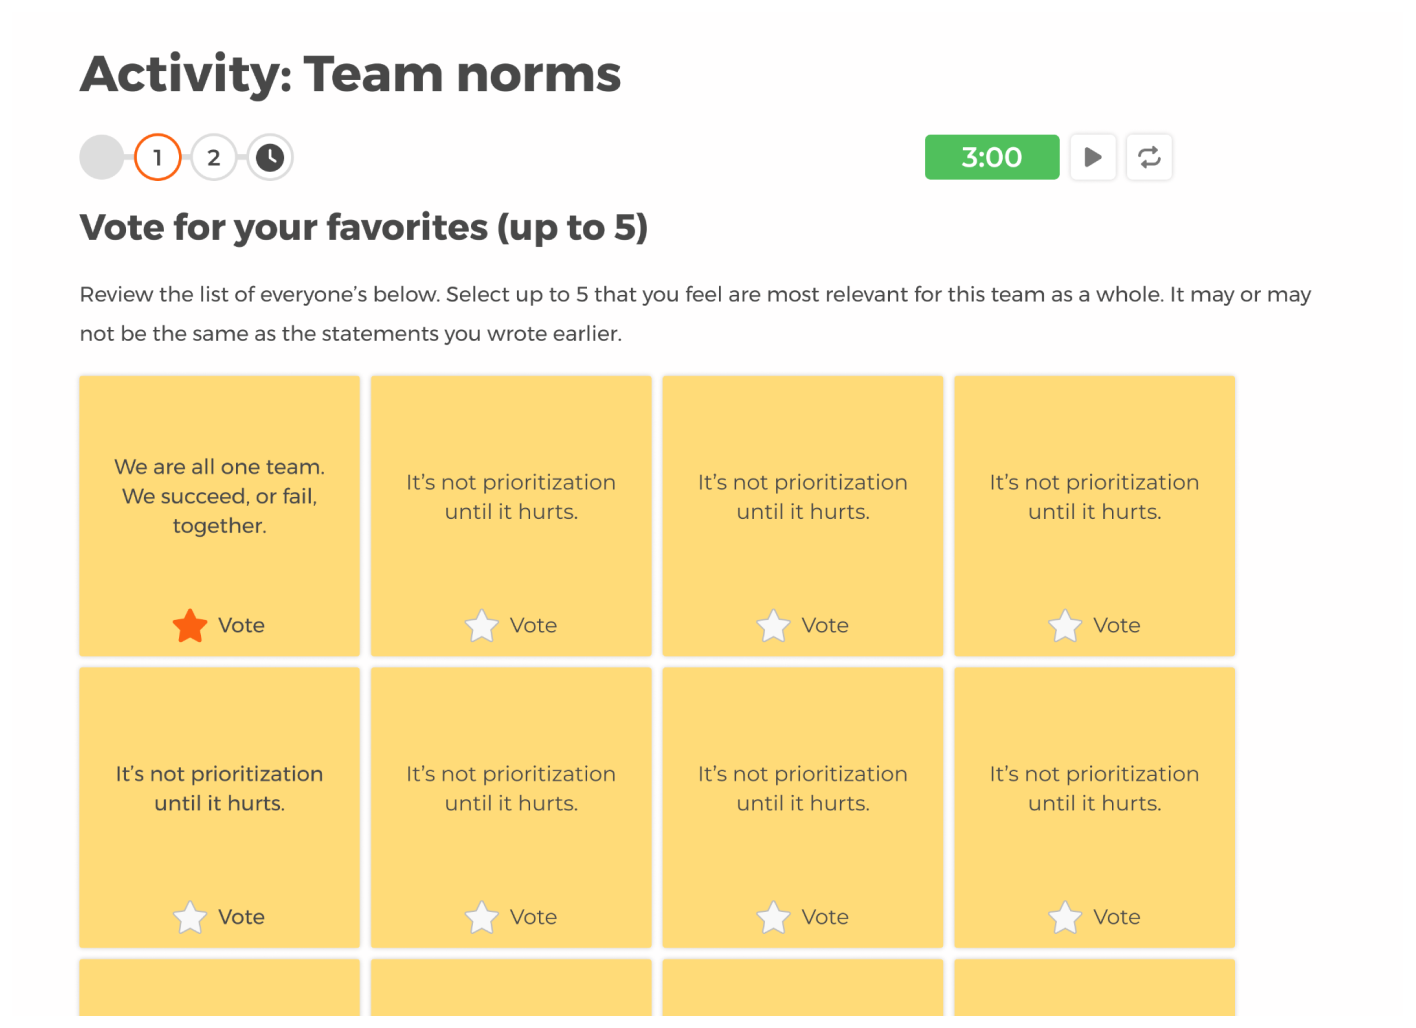 Activity: Team norms
1 2
3:00
Vote for your favorites (up to 5)
Review the list of everyone’s below. Select up to 5 that you feel are most relevant for this team as a whole. It may or may
not be the same as the statements you wrote earlier.
We are all one team.
We succeed, or fail,
together.
Vote
It’s not prioritization
until it hurts.
Vote
It’s not prioritization
until it hurts.
Vote
It’s not prioritization
until it hurts.
Vote
It’s not prioritization
until it hurts.
Vote
It’s not prioritization
until it hurts.
Vote
It’s not prioritization
until it hurts.
Vote
It’s not prioritization
until it hurts.
Vote